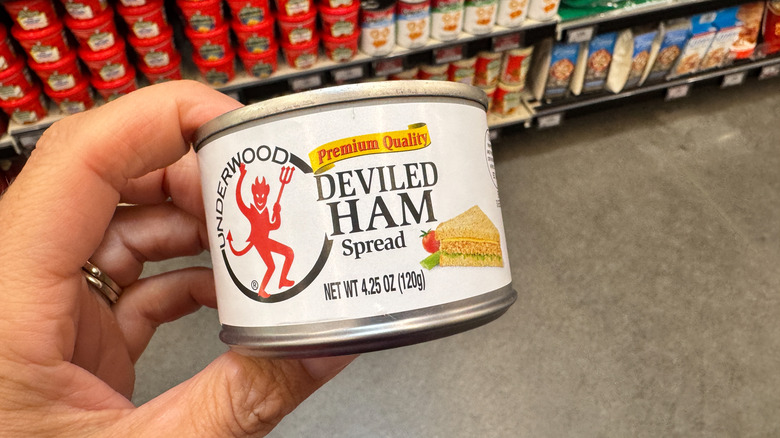 UNDERWOOD
®
Premium Quality
DEVILED
HAM
Spread
NET WT 4.25 OZ (120g)